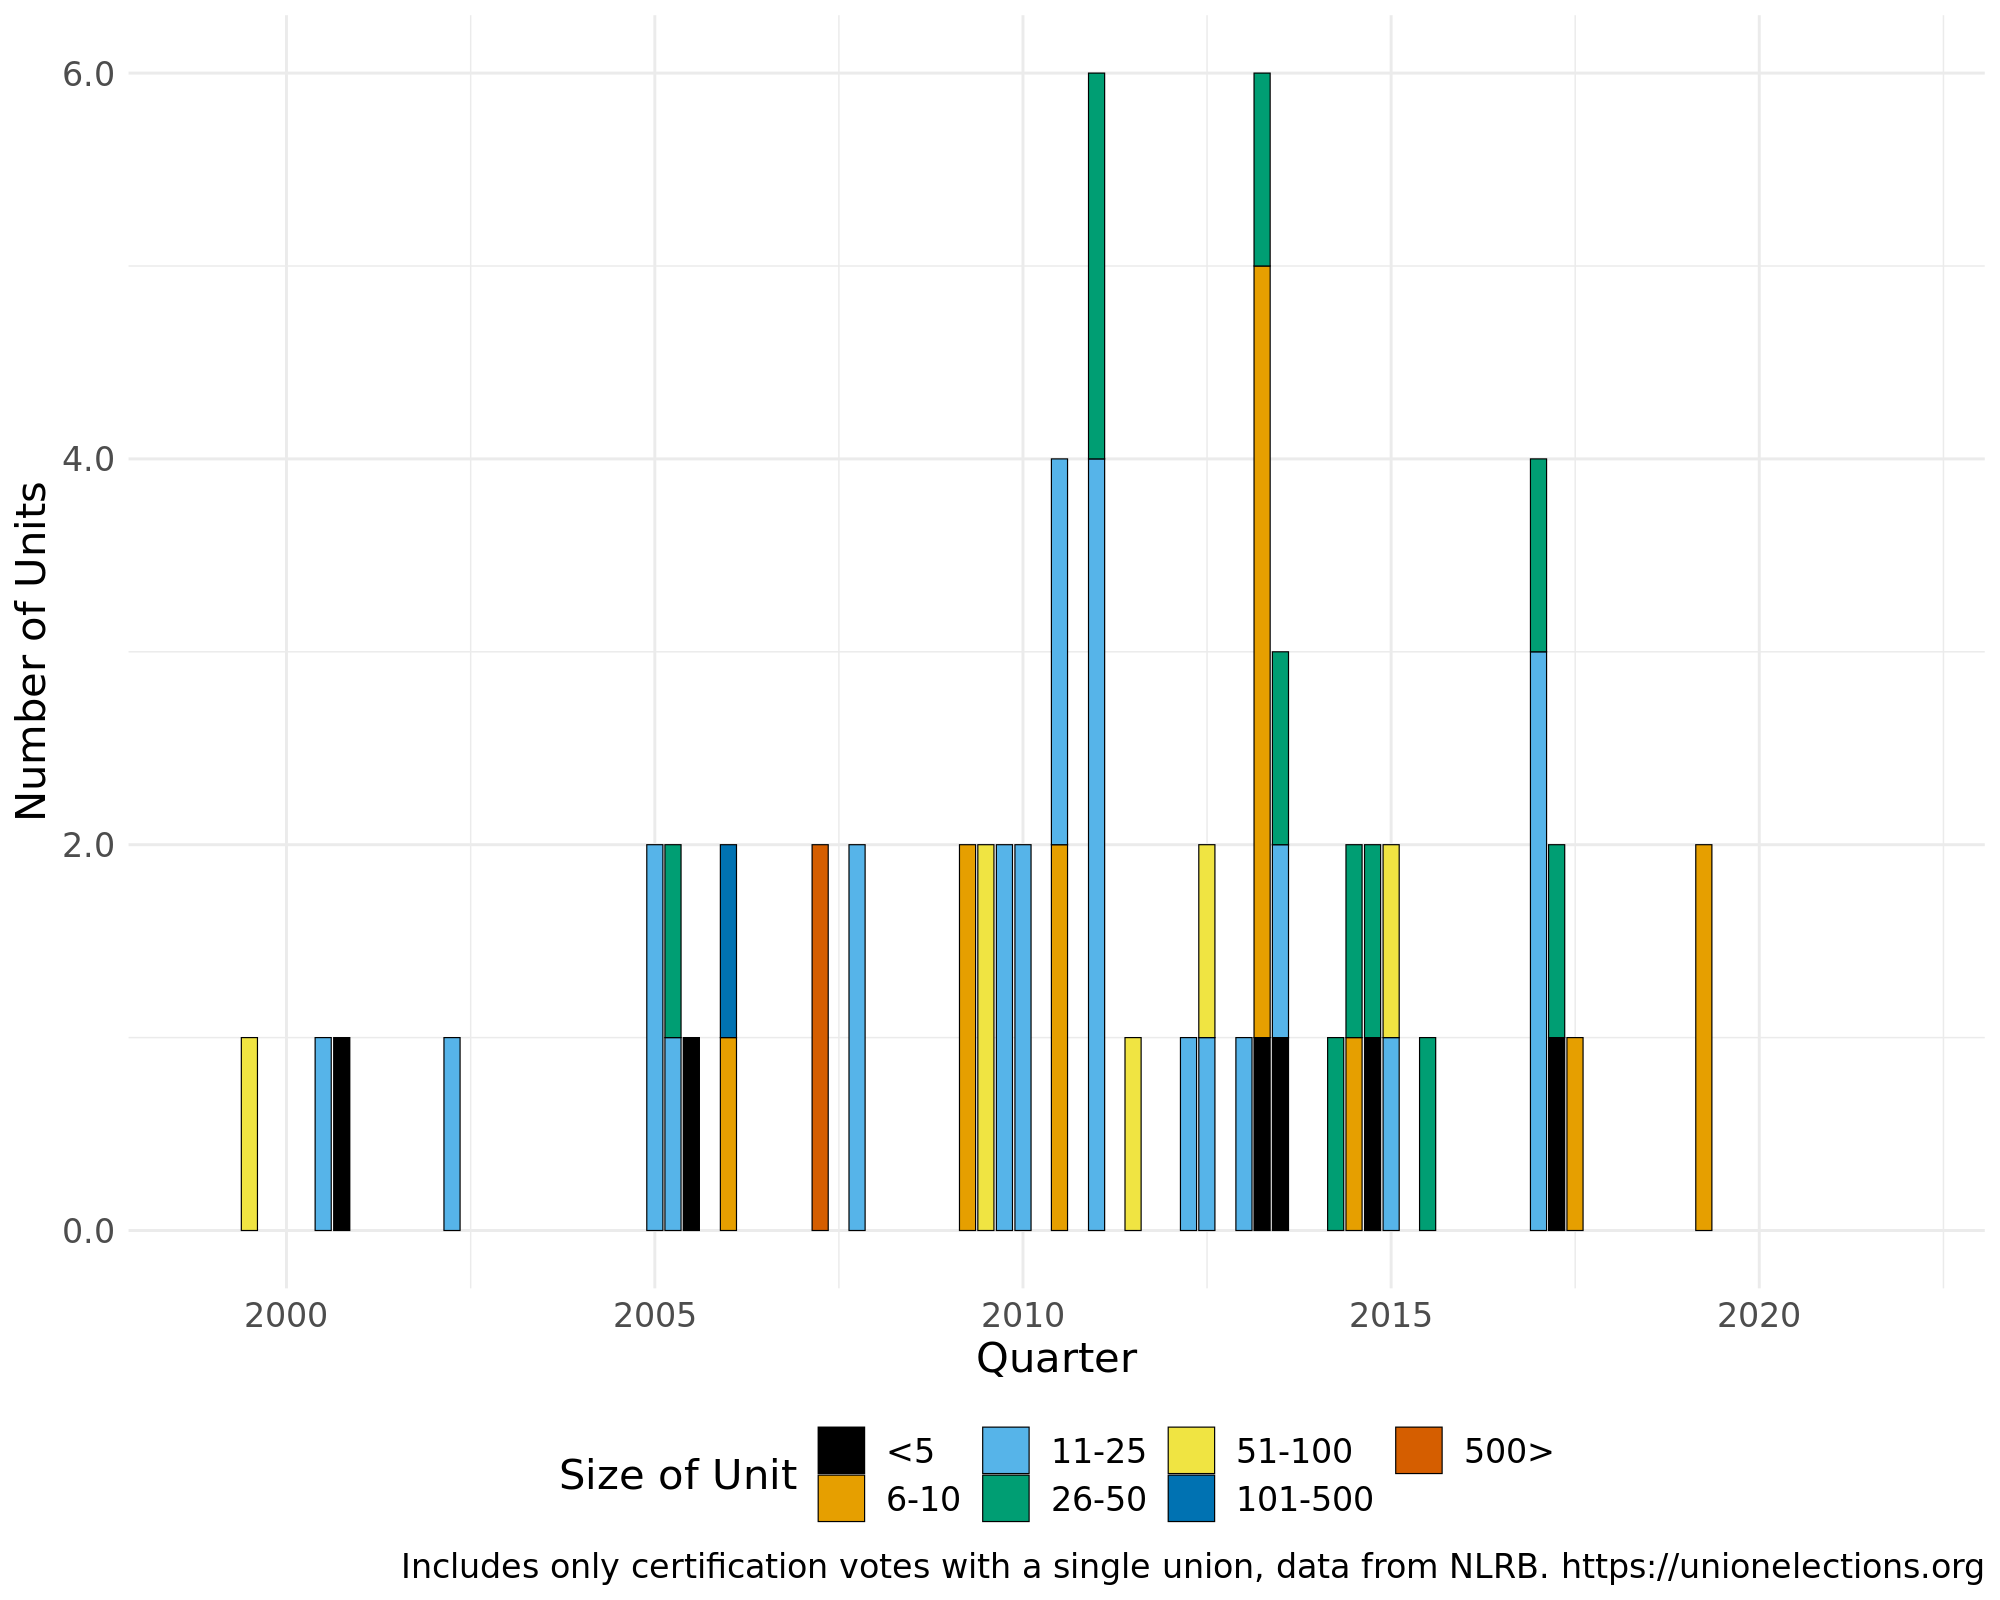 6.0
4.0
2.0
0.0
Number of Units
2000 2005 2010 2015 2020
Quarter
Size of Unit
<5 11-25 51-100 500>
6-10 26-50 101-500
Includes only certification votes with a single union, data from NLRB. https://unionelections.org